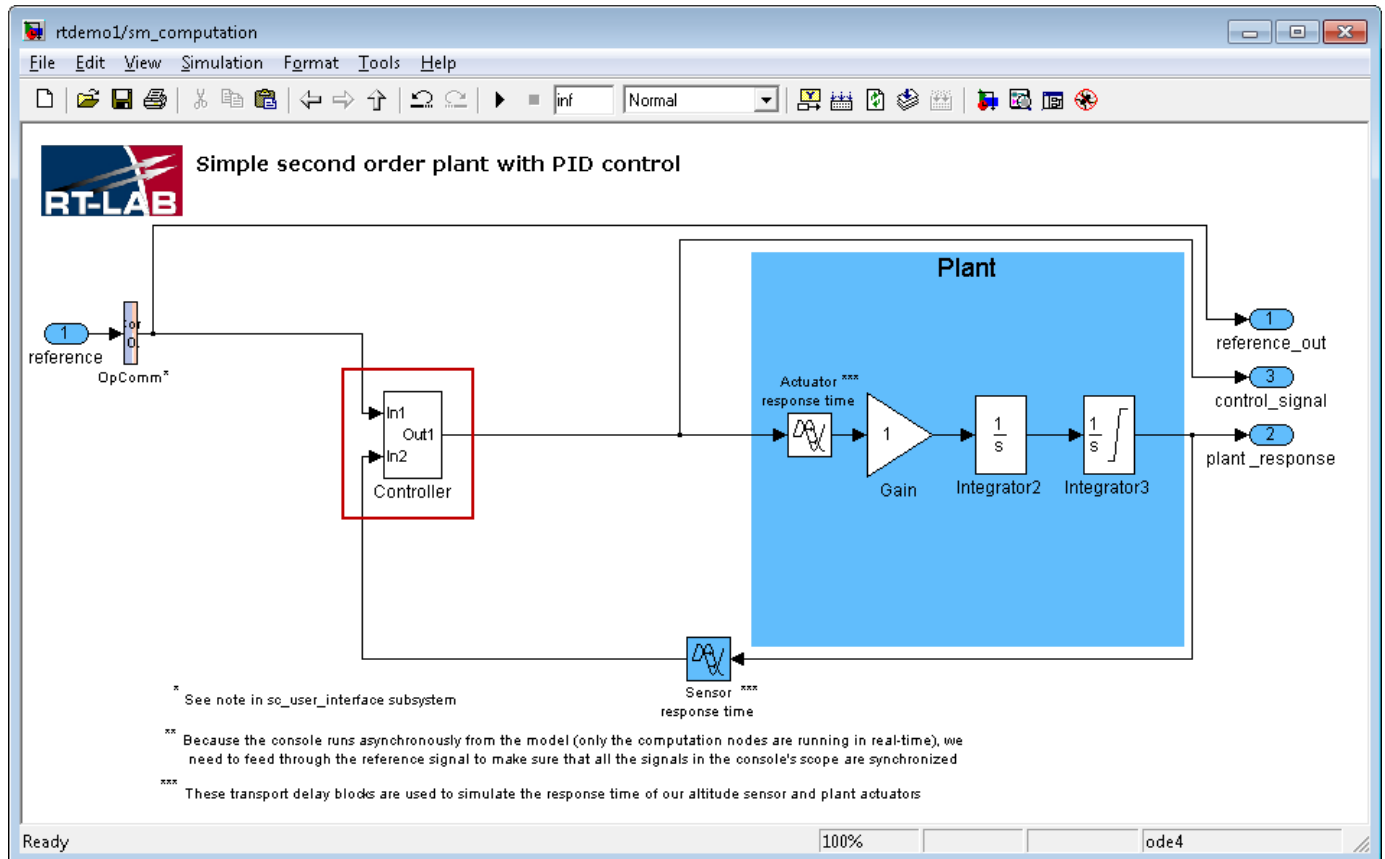 rtdemo1/sm_computation
File Edit View Simulation Format Tools Help
inf Normal
RT-LAB
Simple second order plant with PID control
Plant
1
reference
OpComm*
In1
Out1
In2
Controller
Actuator ***
response time
1
Gain
1
s
Integrator2
1
s
Integrator3
1
reference_out
3
control_signal
2
plant_response
Sensor ***
response time
* See note in sc_user_interface subsystem
** Because the console runs asynchronously from the model (only the computation nodes are running in real-time), we
need to feed through the reference signal to make sure that all the signals in the console's scope are synchronized
*** These transport delay blocks are used to simulate the response time of our altitude sensor and plant actuators
Ready 100% ode4